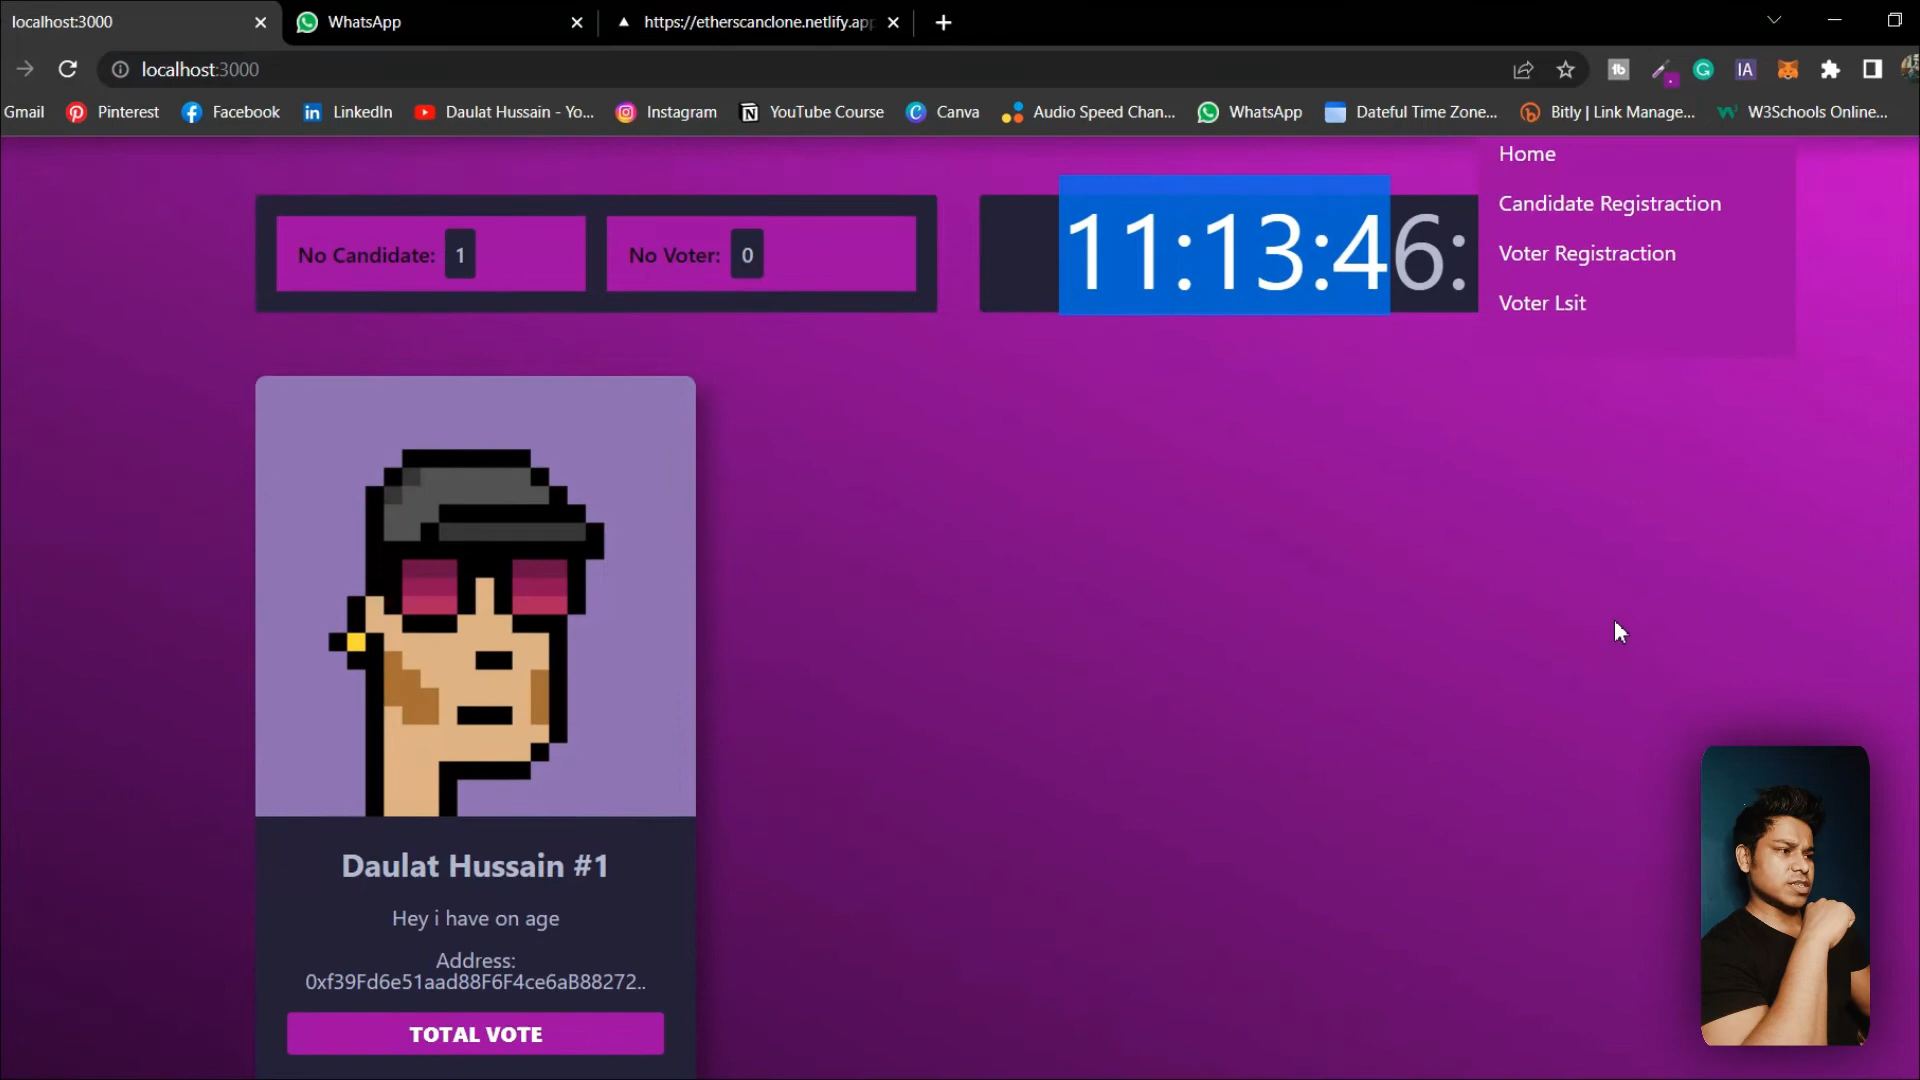 localhost:3000
WhatsApp
https://etherscanclone.netlify.app
localhost:3000
Gmail
Pinterest
Facebook
LinkedIn
Daulat Hussain - Yo...
Instagram
YouTube Course
Canva
Audio Speed Chan...
WhatsApp
Dateful Time Zone...
Bitly | Link Manage...
W3Schools Online...
Home
Candidate Registraction
Voter Registraction
Voter Lsit
No Candidate: 1
No Voter: 0
11:13:46:
Daulat Hussain #1
Hey i have on age
Address:
0xf39Fd6e51aad88F6F4ce6aB88272..
TOTAL VOTE